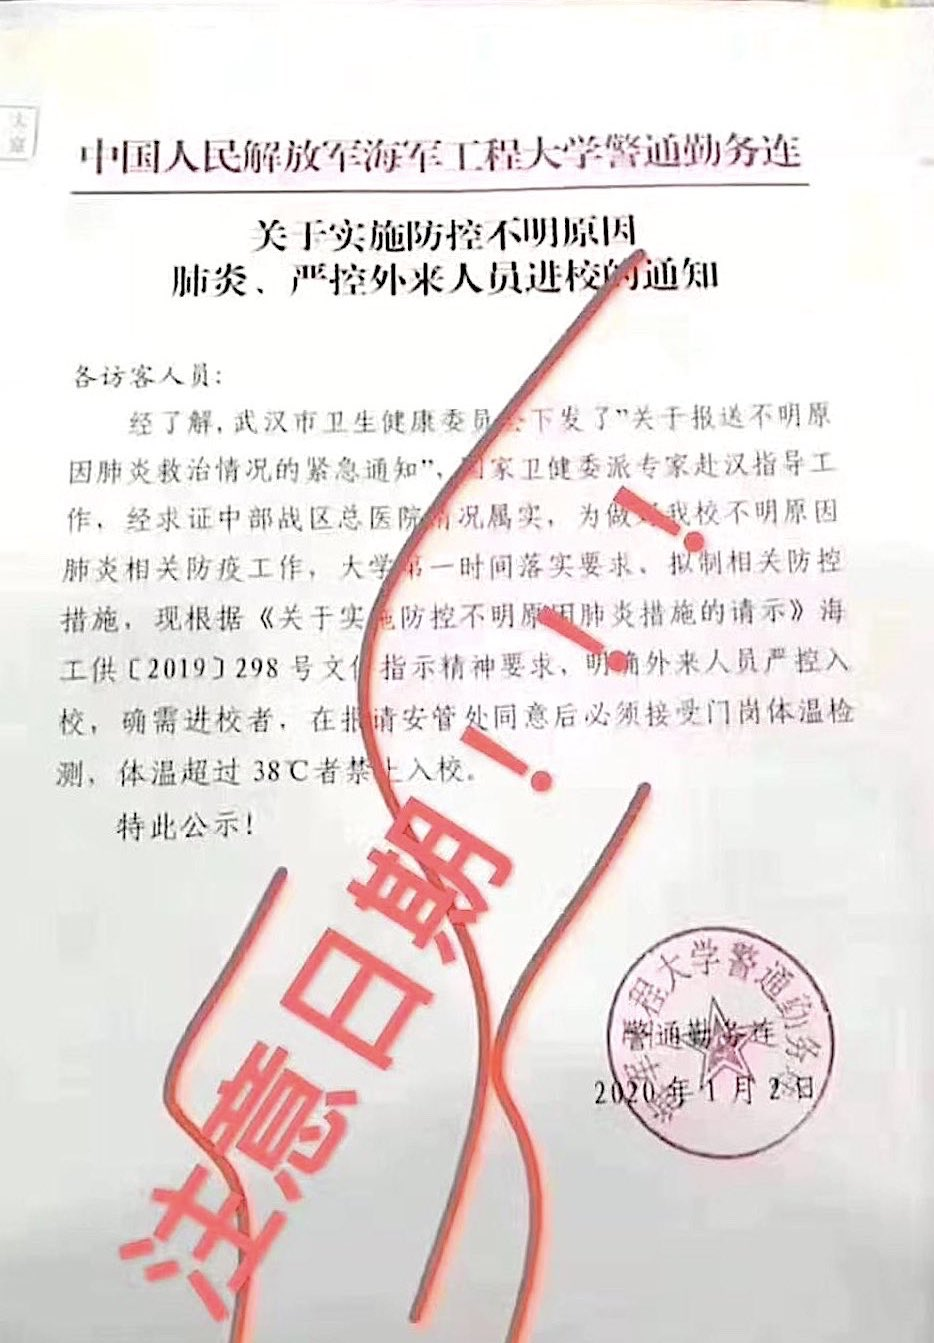 中国人民解放军海军工程大学警通勤务连
关于实施防控不明原因
肺炎、严控外来人员进校的通知
各访客人员：
经了解，武汉市卫生健康委员会下发了"关于报送不明原
因肺炎救治情况的紧急通知"，国家卫健委派专家赴汉指导工
作，经求证中部战区总医院情况属实，为做好我校不明原因
肺炎相关防疫工作，大学第一时间落实要求、拟制相关防控
措施，现根据《关于实施防控不明原因肺炎措施的请示》海
工供〔2019〕298 号文件指示精神要求，明确外来人员严控入
校，确需进校者，在报请安管处同意后必须接受门岗体温检
测，体温超过 38℃者禁止入校。
特此公示！
警通勤务连
2020 年 1 月 2 日
程大学警通勤务连
注意日期！！！